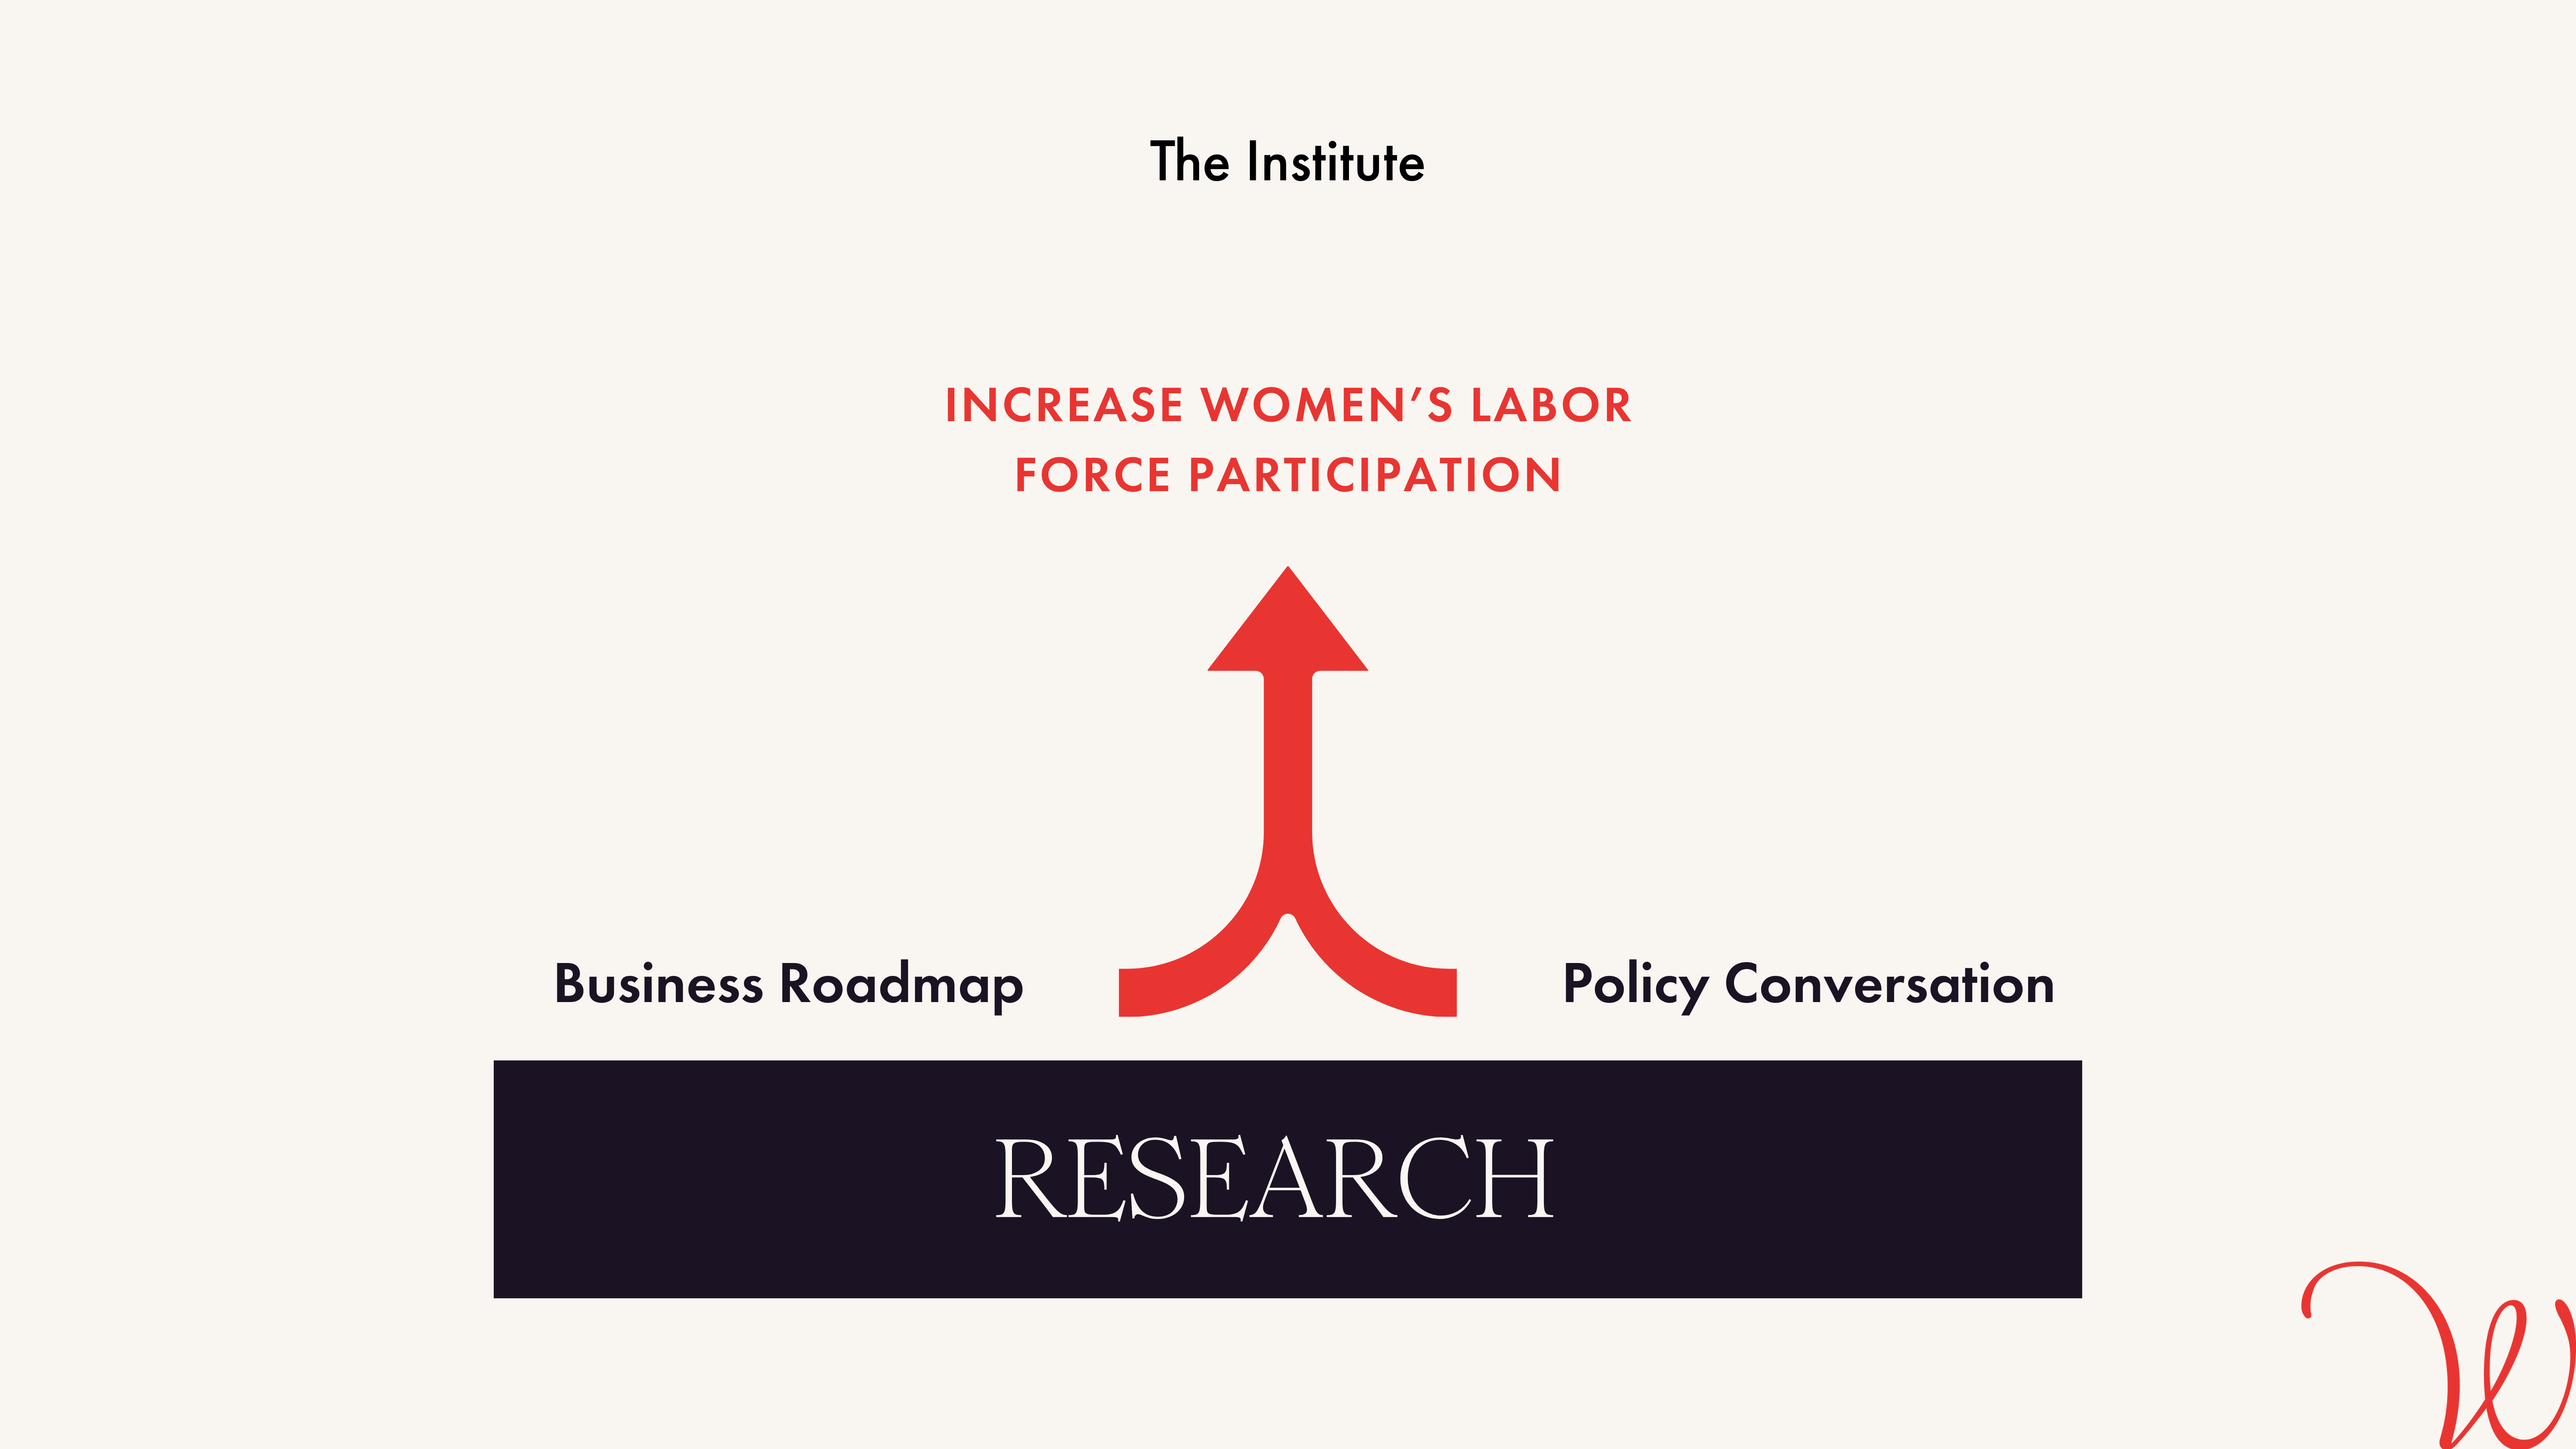 The Institute
INCREASE WOMEN’S LABOR
FORCE PARTICIPATION
Business Roadmap
Policy Conversation
RESEARCH
W